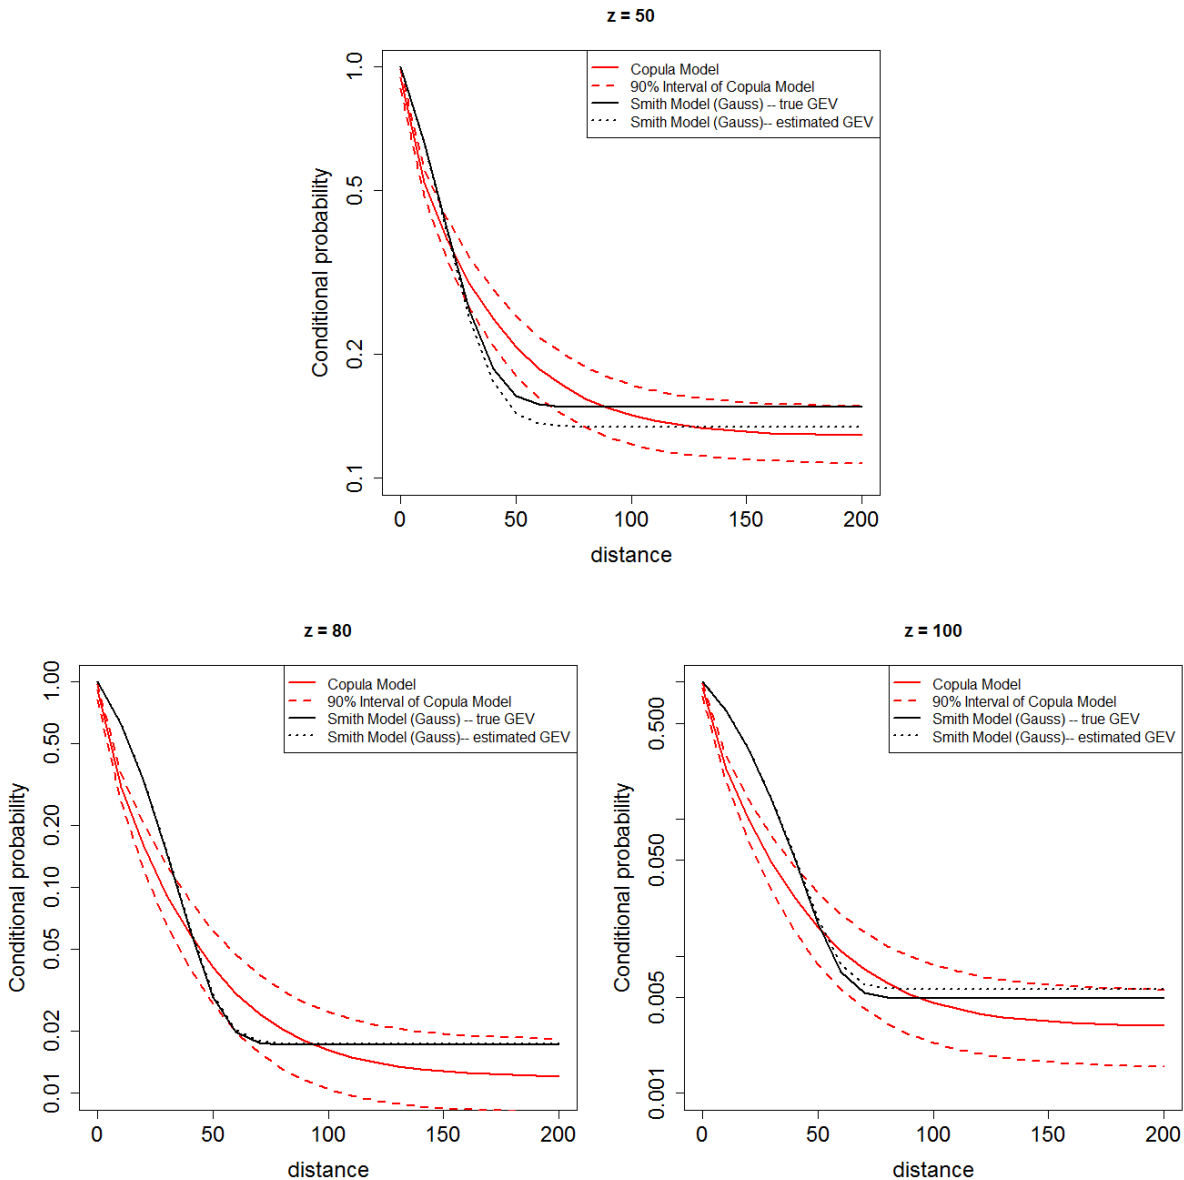 z = 50
Copula Model
90% Interval of Copula Model
Smith Model (Gauss) -- true GEV
Smith Model (Gauss)-- estimated GEV
Conditional probability
1.0
0.5
0.2
0.1
0 50 100 150 200
distance
z = 80
Copula Model
90% Interval of Copula Model
Smith Model (Gauss) -- true GEV
Smith Model (Gauss)-- estimated GEV
Conditional probability
1.00
0.50
0.20
0.10
0.05
0.02
0.01
0 50 100 150 200
distance
z = 100
Copula Model
90% Interval of Copula Model
Smith Model (Gauss) -- true GEV
Smith Model (Gauss)-- estimated GEV
Conditional probability
0.500
0.050
0.005
0.001
0 50 100 150 200
distance